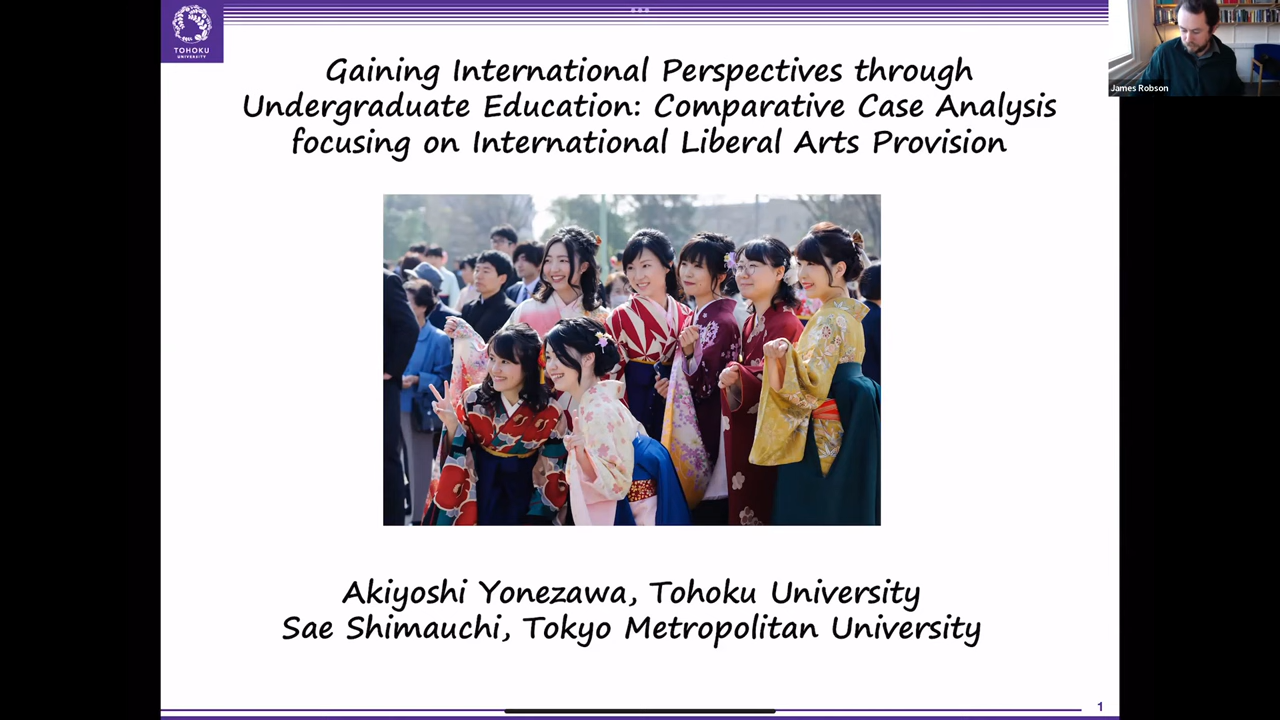 TOHOKU
UNIVERSITY
Gaining International Perspectives through
Undergraduate Education: Comparative Case Analysis
focusing on International Liberal Arts Provision
James Robson
Akiyoshi Yonezawa, Tohoku University
Sae Shimauchi, Tokyo Metropolitan University
1